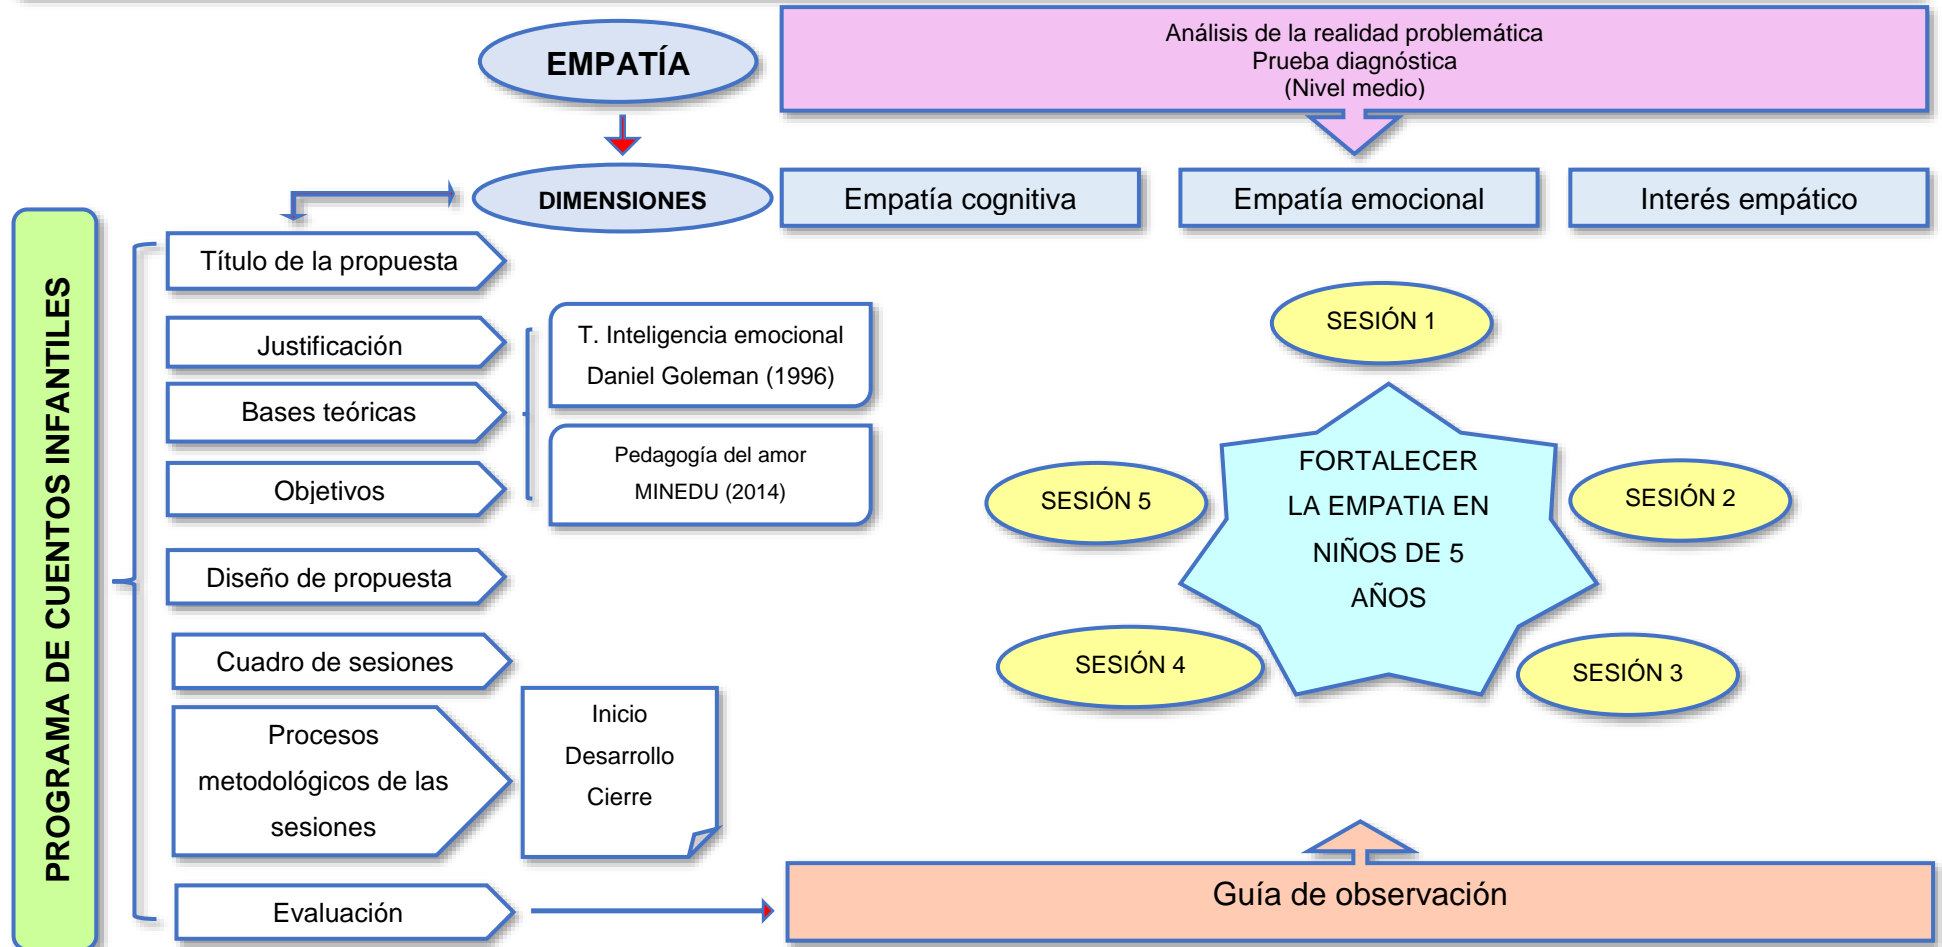 EMPATÍA
Análisis de la realidad problemática
Prueba diagnóstica
(Nivel medio)
DIMENSIONES
Empatía cognitiva
Empatía emocional
Interés empático
PROGRAMA DE CUENTOS INFANTILES
Título de la propuesta
Justificación
Bases teóricas
Objetivos
T. Inteligencia emocional
Daniel Goleman (1996)
Pedagogía del amor
MINEDU (2014)
Diseño de propuesta
Cuadro de sesiones
Procesos
metodológicos de las
sesiones
Inicio
Desarrollo
Cierre
Evaluación
SESIÓN 1
SESIÓN 5
FORTALECER
LA EMPATIA EN
NIÑOS DE 5
AÑOS
SESIÓN 2
SESIÓN 4
SESIÓN 3
Guía de observación